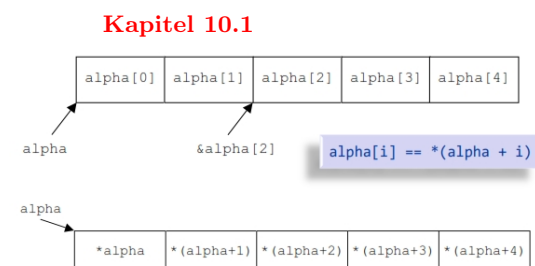 Kapitel 10.1
alpha[0] alpha[1] alpha[2] alpha[3] alpha[4]
alpha &alpha[2] alpha[i] == *(alpha + i)
alpha
*alpha *(alpha+1) *(alpha+2) *(alpha+3) *(alpha+4)